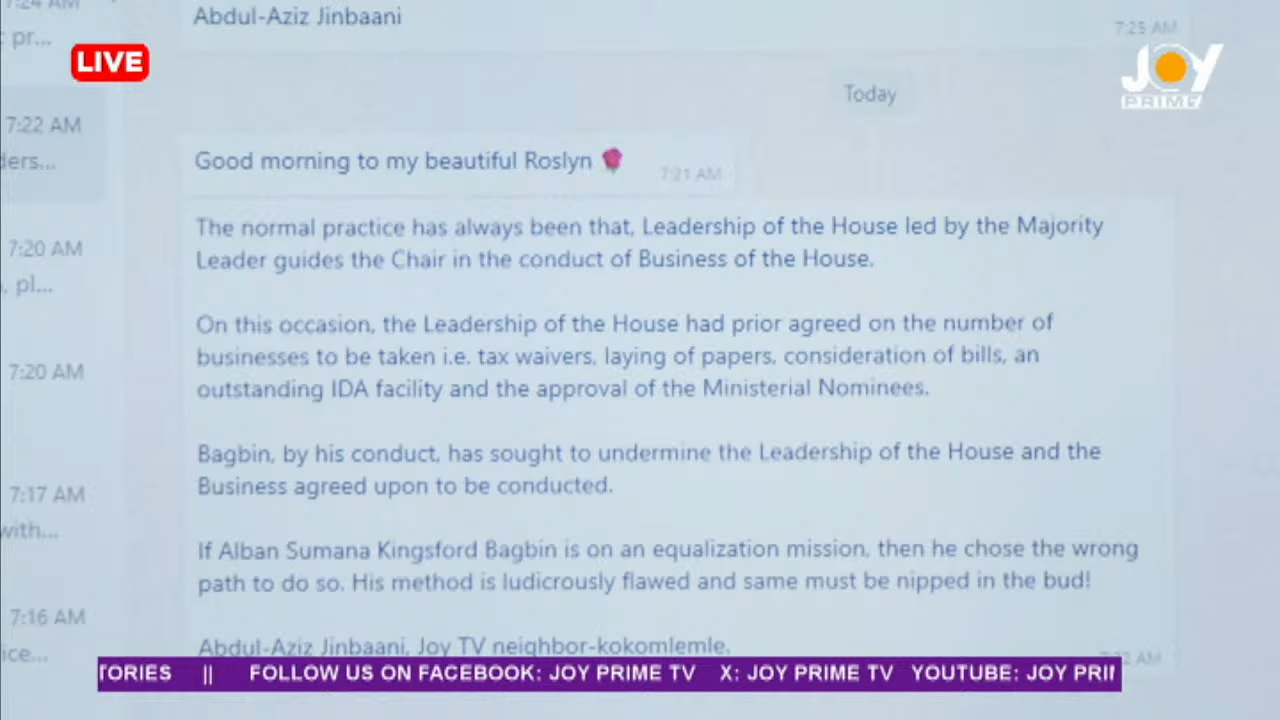 7:24 AM
Abdul-Aziz Jinbaani
7:25 AM
pr...
LIVE
JOY
PRIME
Today
7:22 AM
ders...
Good morning to my beautiful Roslyn 🌹
7:21 AM
The normal practice has always been that, Leadership of the House led by the Majority
Leader guides the Chair in the conduct of Business of the House.
7:20 AM
, pl...
On this occasion, the Leadership of the House had prior agreed on the number of
businesses to be taken i.e. tax waivers, laying of papers, consideration of bills, an
outstanding IDA facility and the approval of the Ministerial Nominees.
7:20 AM
Bagbin, by his conduct, has sought to undermine the Leadership of the House and the
Business agreed upon to be conducted.
7:17 AM
with...
If Alban Sumana Kingsford Bagbin is on an equalization mission, then he chose the wrong
path to do so. His method is ludicrously flawed and same must be nipped in the bud!
7:16 AM
ice...
Abdul-Aziz Jinbaani, Joy TV neighbor-kokomlemle.
AM
TORIES || FOLLOW US ON FACEBOOK: JOY PRIME TV X: JOY PRIME TV YOUTUBE: JOY PRI